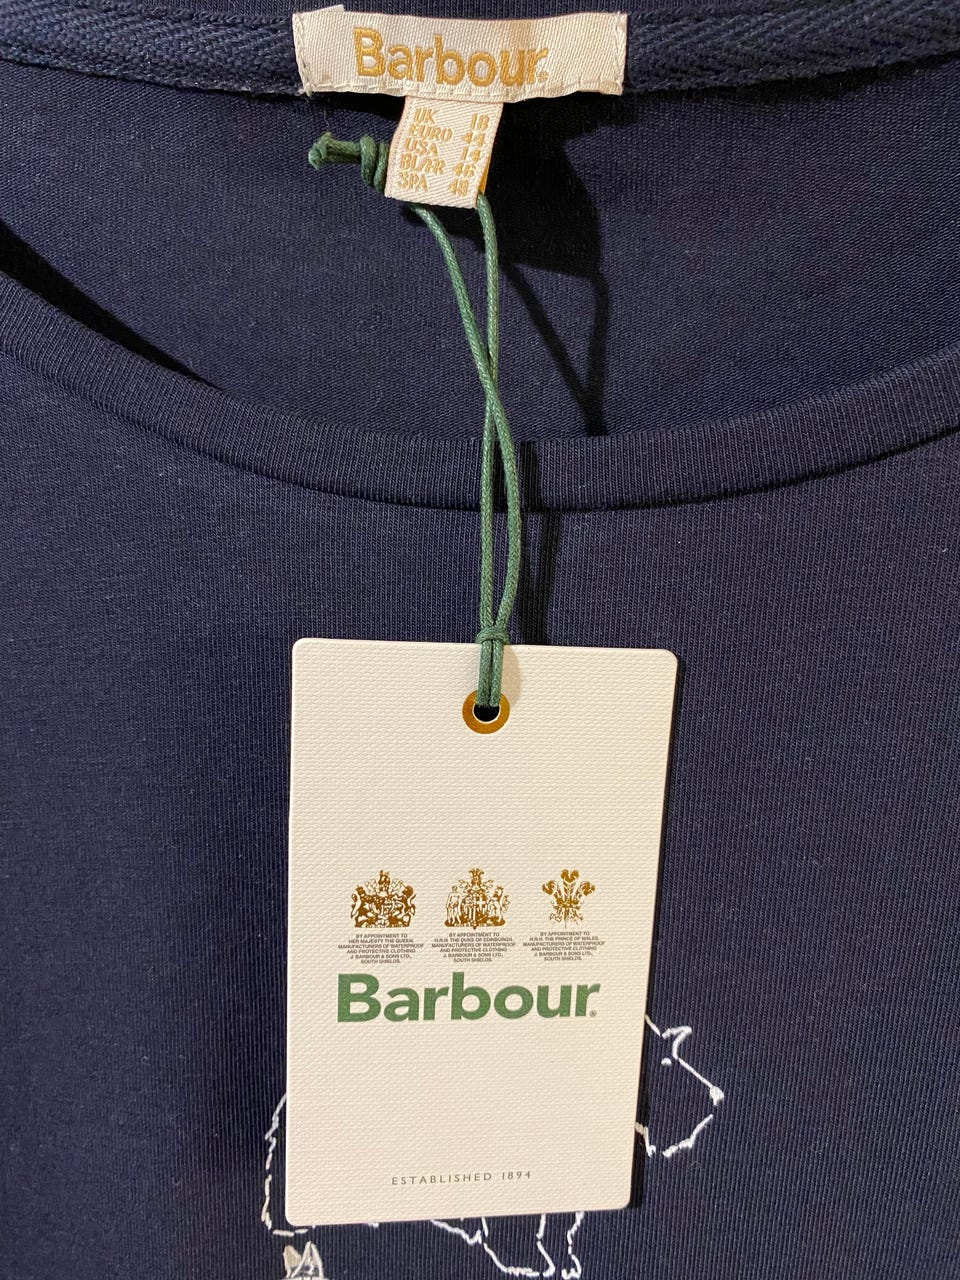 Barbour®
UK 18
EURO 44
USA 14
BL/FR 46
SPA 48
BY APPOINTMENT TO
HER MAJESTY THE QUEEN.
MANUFACTURERS OF WATERPROOF
AND PROTECTIVE CLOTHING
J. BARBOUR & SONS LTD.,
SOUTH SHIELDS.
BY APPOINTMENT TO
H.R.H. THE DUKE OF EDINBURGH.
MANUFACTURERS OF WATERPROOF
AND PROTECTIVE CLOTHING
J. BARBOUR & SONS LTD.,
SOUTH SHIELDS.
BY APPOINTMENT TO
H.R.H. THE PRINCE OF WALES.
MANUFACTURERS OF WATERPROOF
AND PROTECTIVE CLOTHING
J. BARBOUR & SONS LTD.,
SOUTH SHIELDS.
Barbour®
ESTABLISHED 1894